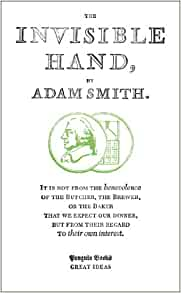 THE
INVISIBLE
HAND,
BY
ADAM SMITH.
IT IS NOT FROM THE benevolence
OF THE BUTCHER, THE BREWER,
OR THE BAKER
THAT WE EXPECT OUR DINNER,
BUT FROM THEIR REGARD
TO their own interest.
Penguin Books
GREAT IDEAS